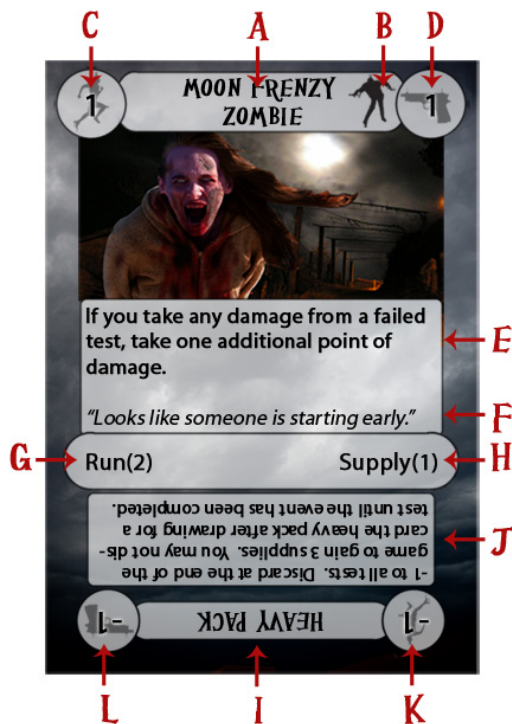 C A B D
1 MOON FRENZY 1
ZOMBIE
If you take any damage from a failed
test, take one additional point of
damage.
E
“Looks like someone is starting early.”
F
G Run(2) Supply(1) H
J
-1 to all tests. Discard at the end of the
game to gain 3 supplies. You may not dis-
card the heavy pack after drawing for a
test until the event has been completed.
-1 HEAVY PACK -1
L I K